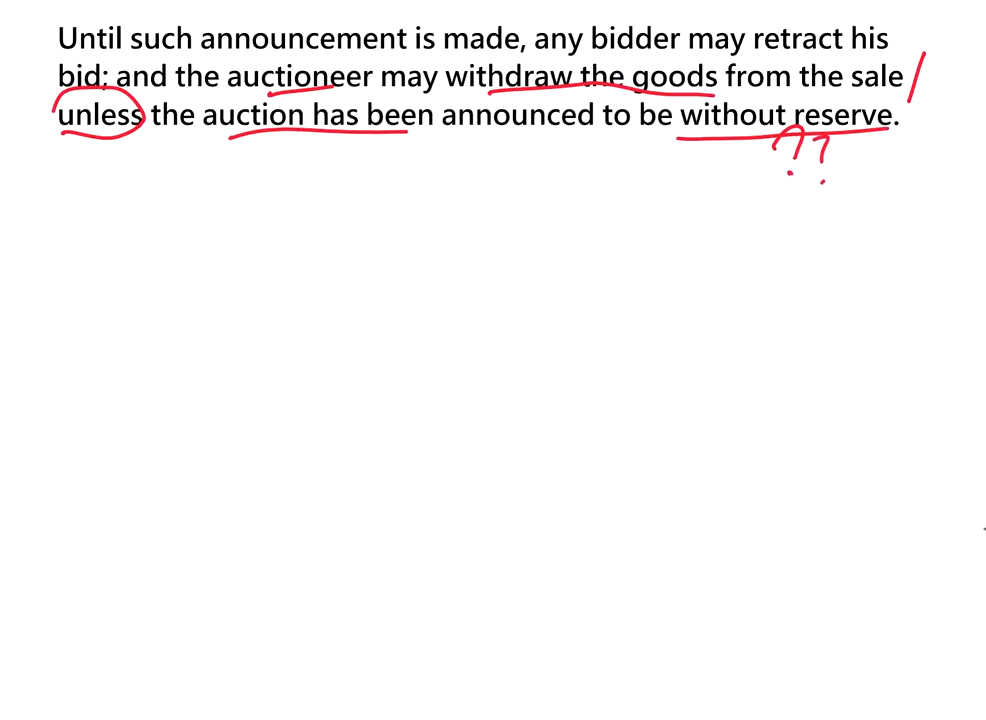 Until such announcement is made, any bidder may retract his
bid; and the auctioneer may withdraw the goods from the sale
unless the auction has been announced to be without reserve.
??